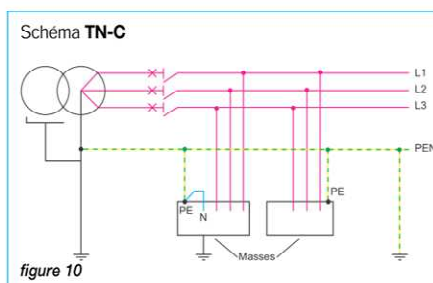 Schéma TN-C
L1
L2
L3
PEN
PE
PE
N
Masses
figure 10